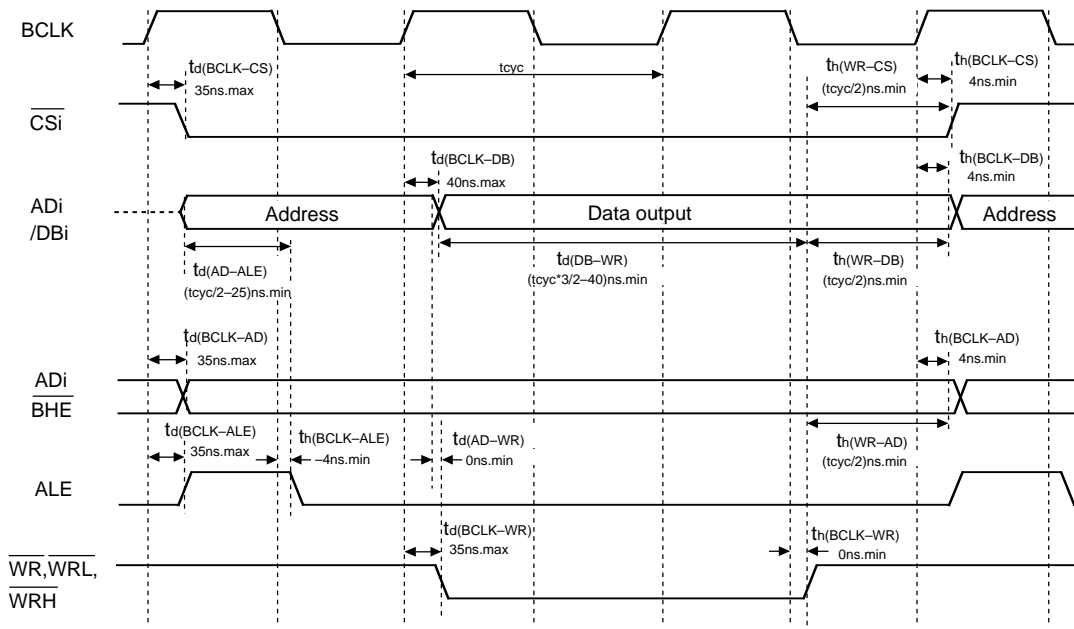 BCLK
td(BCLK–CS)
35ns.max
tcyc
th(WR–CS)
(tcyc/2)ns.min
th(BCLK–CS)
4ns.min
CSi
td(BCLK–DB)
40ns.max
th(BCLK–DB)
4ns.min
ADi
/DBi
Address
Data output
Address
td(AD–ALE)
(tcyc/2–25)ns.min
td(DB–WR)
(tcyc*3/2–40)ns.min
th(WR–DB)
(tcyc/2)ns.min
td(BCLK–AD)
35ns.max
th(BCLK–AD)
4ns.min
ADi
BHE
td(BCLK–ALE)
35ns.max
th(BCLK–ALE)
–4ns.min
td(AD–WR)
0ns.min
th(WR–AD)
(tcyc/2)ns.min
ALE
td(BCLK–WR)
35ns.max
th(BCLK–WR)
0ns.min
WR,WRL,
WRH